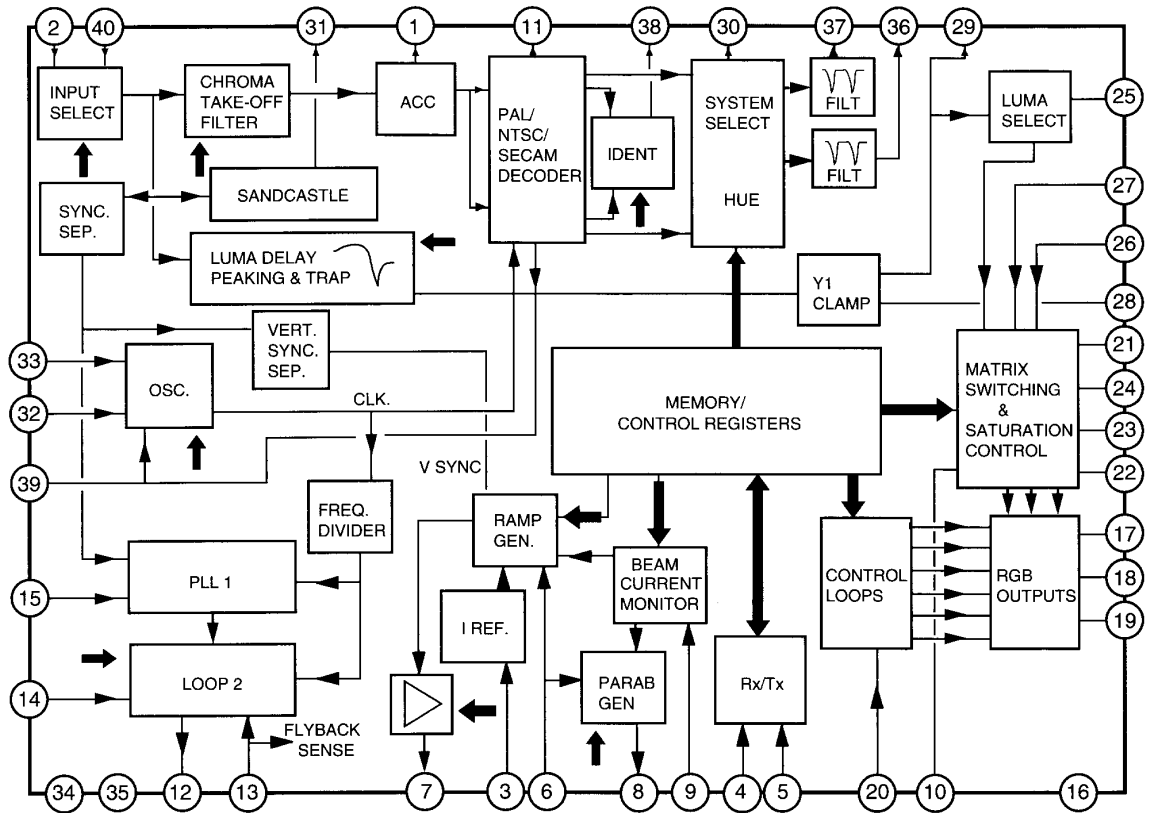 2
40
31
1
11
38
30
37
36
29
INPUT
SELECT
CHROMA
TAKE-OFF
FILTER
ACC
PAL/
NTSC/
SECAM
DECODER
IDENT
SYSTEM
SELECT
HUE
FILT
FILT
LUMA
SELECT
25
27
26
28
SYNC.
SEP.
SANDCASTLE
LUMA DELAY
PEAKING & TRAP
Y1
CLAMP
VERT.
SYNC.
SEP.
33
32
39
OSC.
CLK.
V SYNC
MEMORY/
CONTROL REGISTERS
MATRIX
SWITCHING
&
SATURATION
CONTROL
21
24
23
22
FREQ.
DIVIDER
RAMP
GEN.
BEAM
CURRENT
MONITOR
CONTROL
LOOPS
RGB
OUTPUTS
17
18
19
15
PLL 1
I REF.
14
LOOP 2
PARAB
GEN
Rx/Tx
FLYBACK
SENSE
34
35
12
13
7
3
6
8
9
4
5
20
10
16